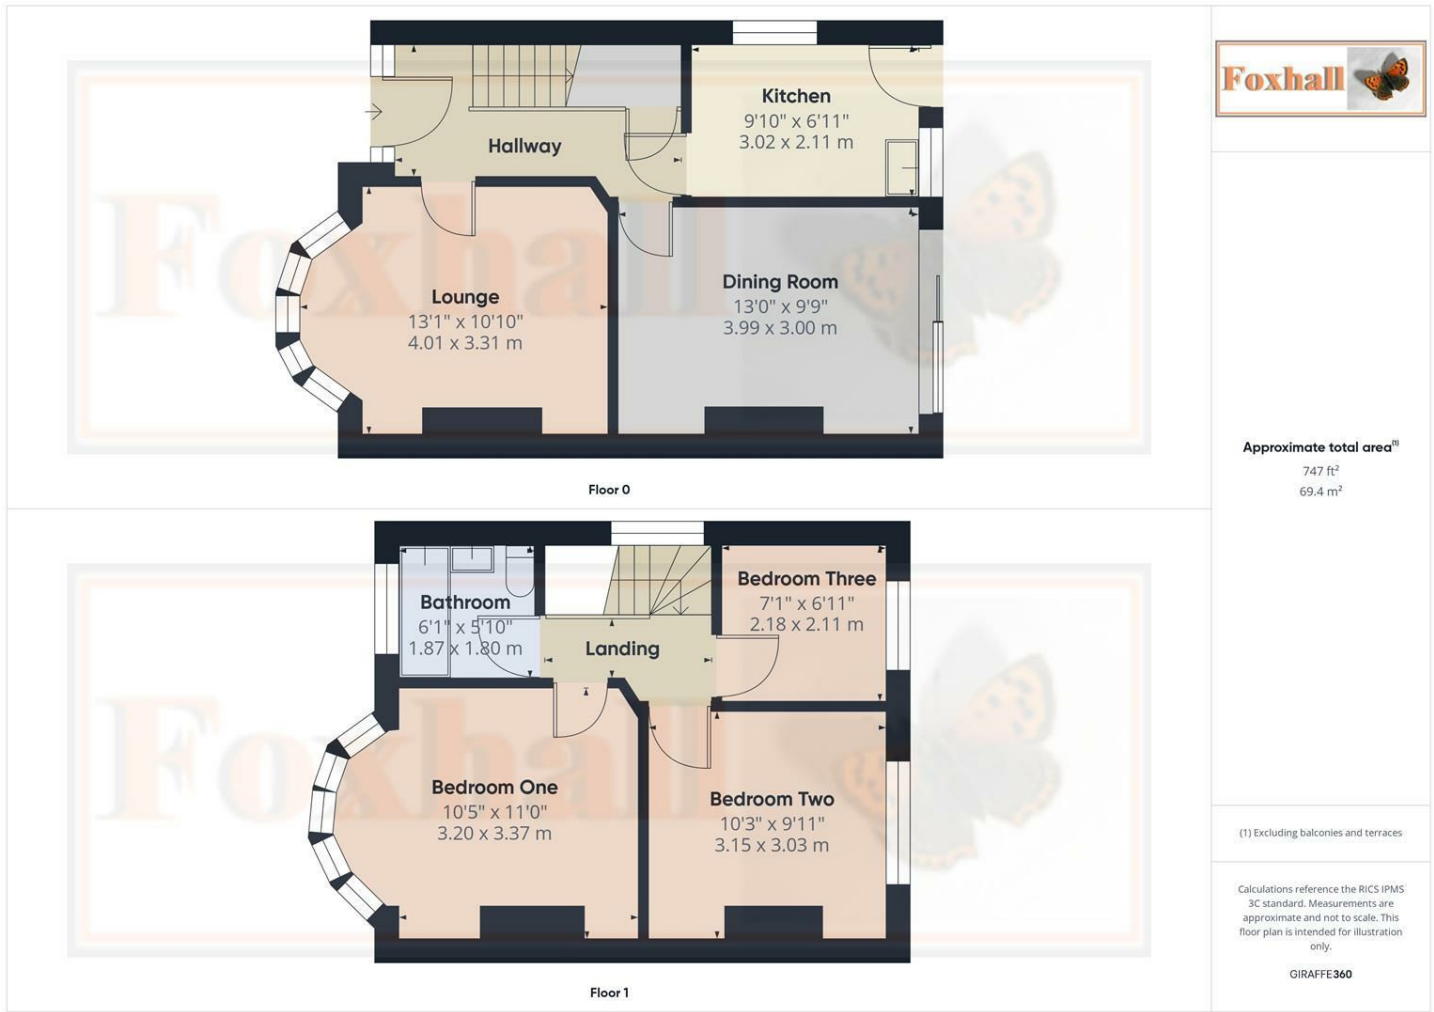 Kitchen
9'10" x 6'11"
3.02 x 2.11 m
Hallway
Lounge
13'1" x 10'10"
4.01 x 3.31 m
Dining Room
13'0" x 9'9"
3.99 x 3.00 m
Foxhall
Floor 0
Bathroom
6'1" x 5'10"
1.87 x 1.80 m
Landing
Bedroom Three
7'1" x 6'11"
2.18 x 2.11 m
Bedroom One
10'5" x 11'0"
3.20 x 3.37 m
Bedroom Two
10'3" x 9'11"
3.15 x 3.03 m
Foxhall
Floor 1
Foxhall
Approximate total area(1)
747 ft²
69.4 m²
(1) Excluding balconies and terraces
Calculations reference the RICS IPMS
3C standard. Measurements are
approximate and not to scale. This
floor plan is intended for illustration
only.
GIRAFFE360